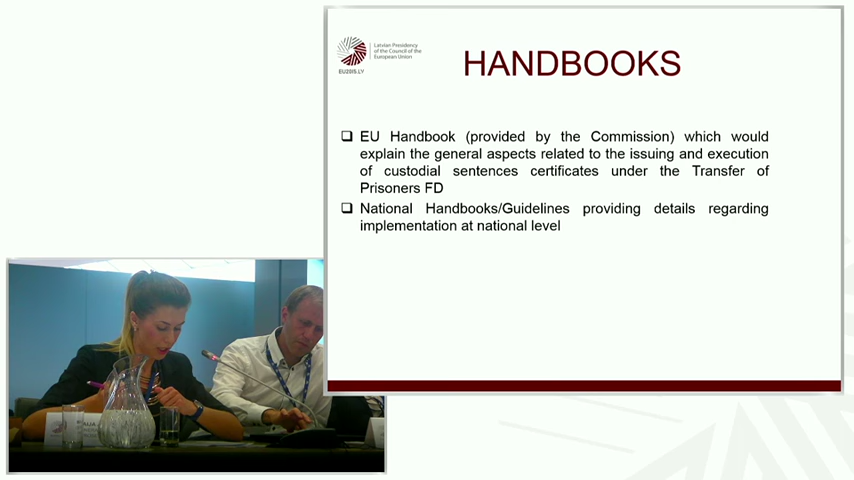 Latvian Presidency
of the Council of the
European Union
EU2015.LV
HANDBOOKS
EU Handbook (provided by the Commission) which would
explain the general aspects related to the issuing and execution
of custodial sentences certificates under the Transfer of
Prisoners FD
National Handbooks/Guidelines providing details regarding
implementation at national level